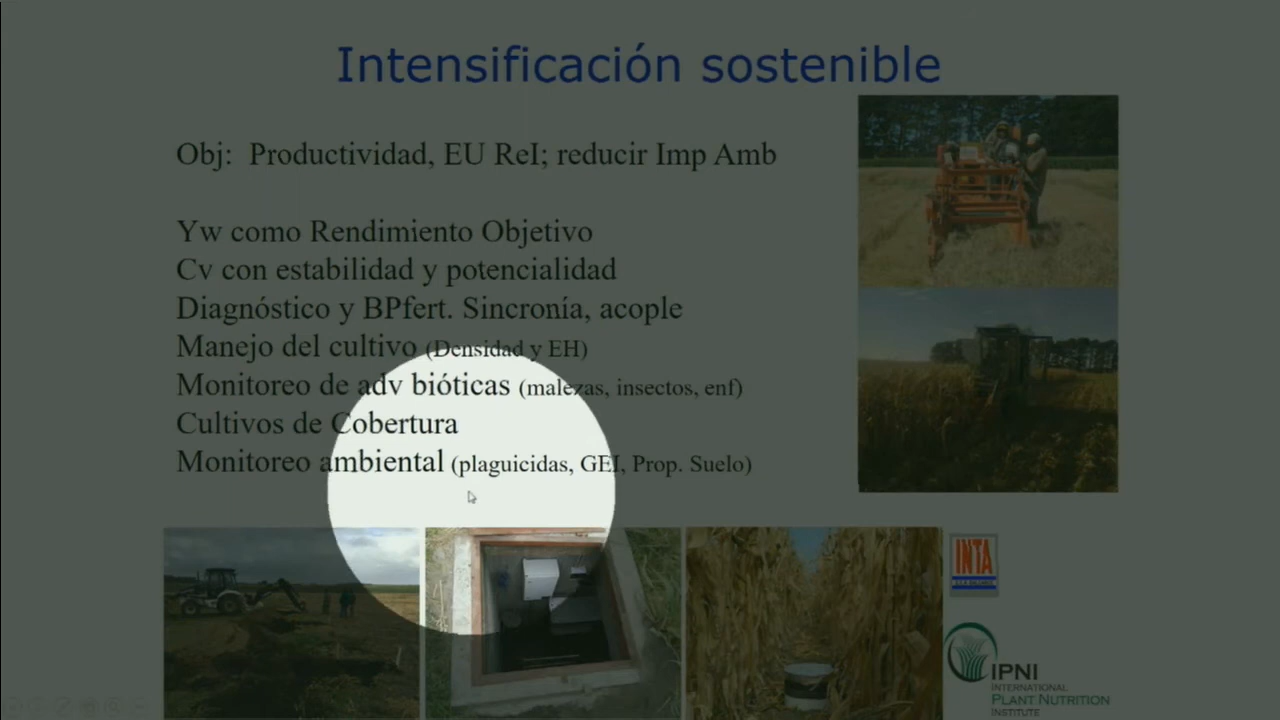 Intensificación sostenible
Obj: Productividad, EU ReI; reducir Imp Amb
Yw como Rendimiento Objetivo
Cv con estabilidad y potencialidad
Diagnóstico y BPfert. Sincronía, acople
Manejo del cultivo (Densidad y EH)
Monitoreo de adv bióticas (malezas, insectos, enf)
Cultivos de Cobertura
Monitoreo ambiental (plaguicidas, GEI, Prop. Suelo)
INTA
IPNI
INTERNATIONAL
PLANT NUTRITION
INSTITUTE